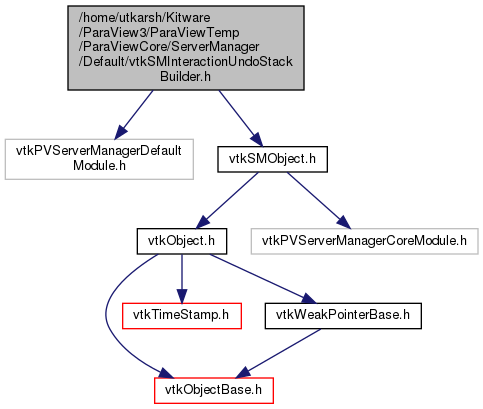 /home/utkarsh/Kitware
/ParaView3/ParaViewTemp
/ParaViewCore/ServerManager
/Default/vtkSMInteractionUndoStack
Builder.h
vtkPVServerManagerDefault
Module.h
vtkSMObject.h
vtkObject.h
vtkPVServerManagerCoreModule.h
vtkTimeStamp.h
vtkWeakPointerBase.h
vtkObjectBase.h